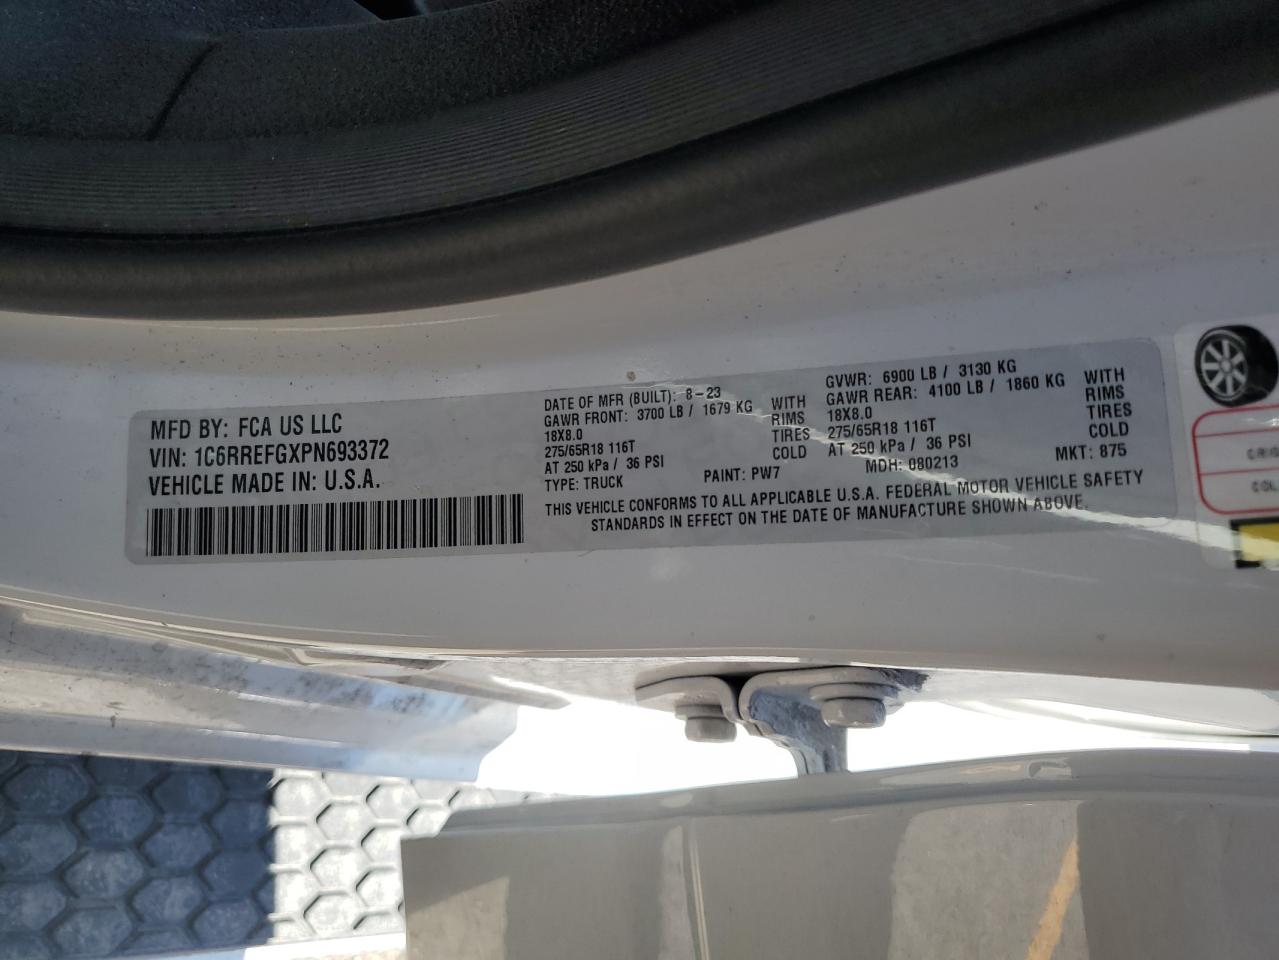 MFD BY: FCA US LLC
VIN: 1C6RREFGXPN693372
VEHICLE MADE IN: U.S.A.
DATE OF MFR (BUILT): 8-23
GAWR FRONT: 3700 LB / 1679 KG WITH
18X8.0 RIMS
275/65R18 116T TIRES
AT 250 kPa / 36 PSI COLD
TYPE: TRUCK PAINT: PW7
GVWR: 6900 LB / 3130 KG
GAWR REAR: 4100 LB / 1860 KG WITH
18X8.0 RIMS
275/65R18 116T TIRES
AT 250 kPa / 36 PSI COLD
MDH: 080213 MKT: 875
THIS VEHICLE CONFORMS TO ALL APPLICABLE U.S.A. FEDERAL MOTOR VEHICLE SAFETY
STANDARDS IN EFFECT ON THE DATE OF MANUFACTURE SHOWN ABOVE.